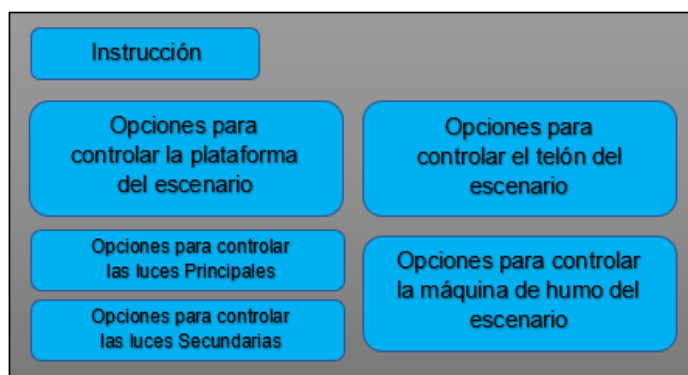 Instrucción
Opciones para
controlar la plataforma
del escenario
Opciones para
controlar el telón del
escenario
Opciones para controlar
las luces Principales
Opciones para controlar
las luces Secundarias
Opciones para controlar
la máquina de humo del
escenario